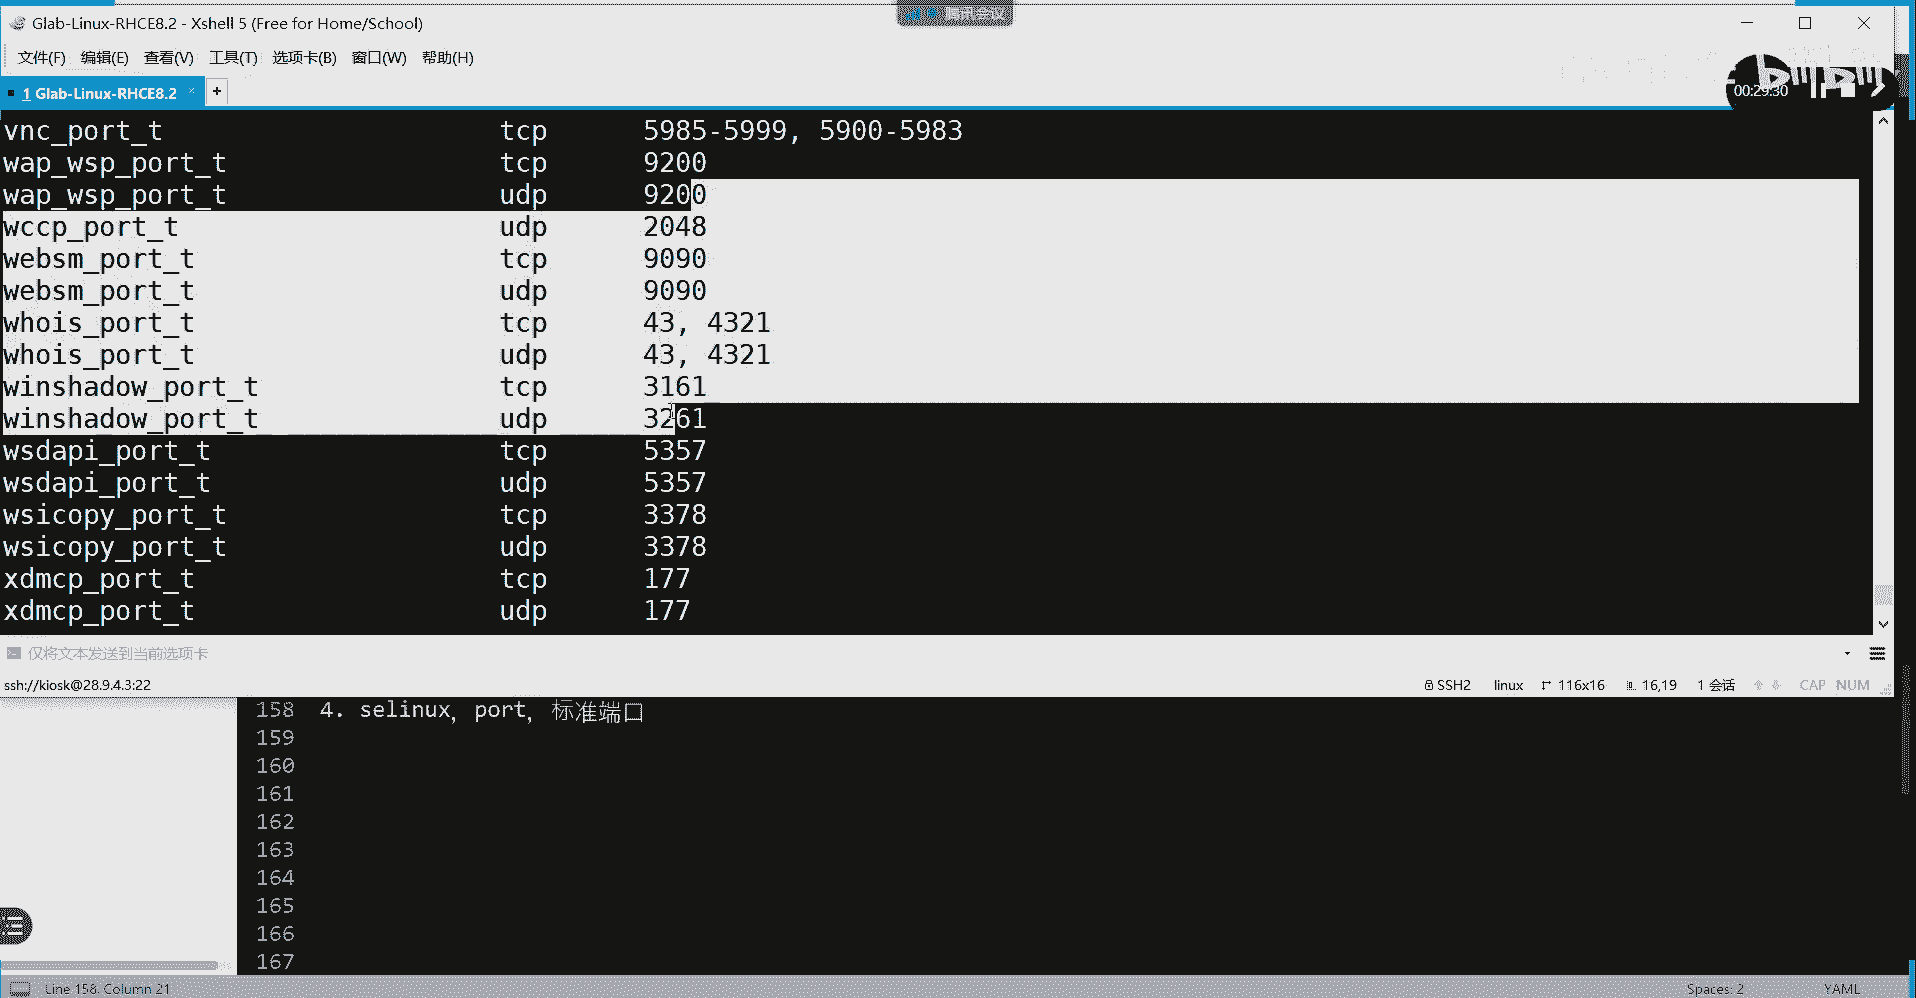 Glab-Linux-RHCE8.2 - Xshell 5 (Free for Home/School)
腾讯会议
文件(F) 编辑(E) 查看(V) 工具(T) 选项卡(B) 窗口(W) 帮助(H)
00:29:30
1 Glab-Linux-RHCE8.2 × +
vnc_port_t tcp 5985-5999, 5900-5983
wap_wsp_port_t tcp 9200
wap_wsp_port_t udp 9200
wccp_port_t udp 2048
websm_port_t tcp 9090
websm_port_t udp 9090
whois_port_t tcp 43, 4321
whois_port_t udp 43, 4321
winshadow_port_t tcp 3161
winshadow_port_t udp 3261
wsdapi_port_t tcp 5357
wsdapi_port_t udp 5357
wsicopy_port_t tcp 3378
wsicopy_port_t udp 3378
xdmcp_port_t tcp 177
xdmcp_port_t udp 177
仅将文本发送到当前选项卡
ssh://kiosk@28.9.4.3:22 SSH2 linux 116x16 16,19 1 会话 CAP NUM
158 4. selinux, port, 标准端口
159
160
161
162
163
164
165
166
167
Line 158, Column 21 Spaces: 2 YAML